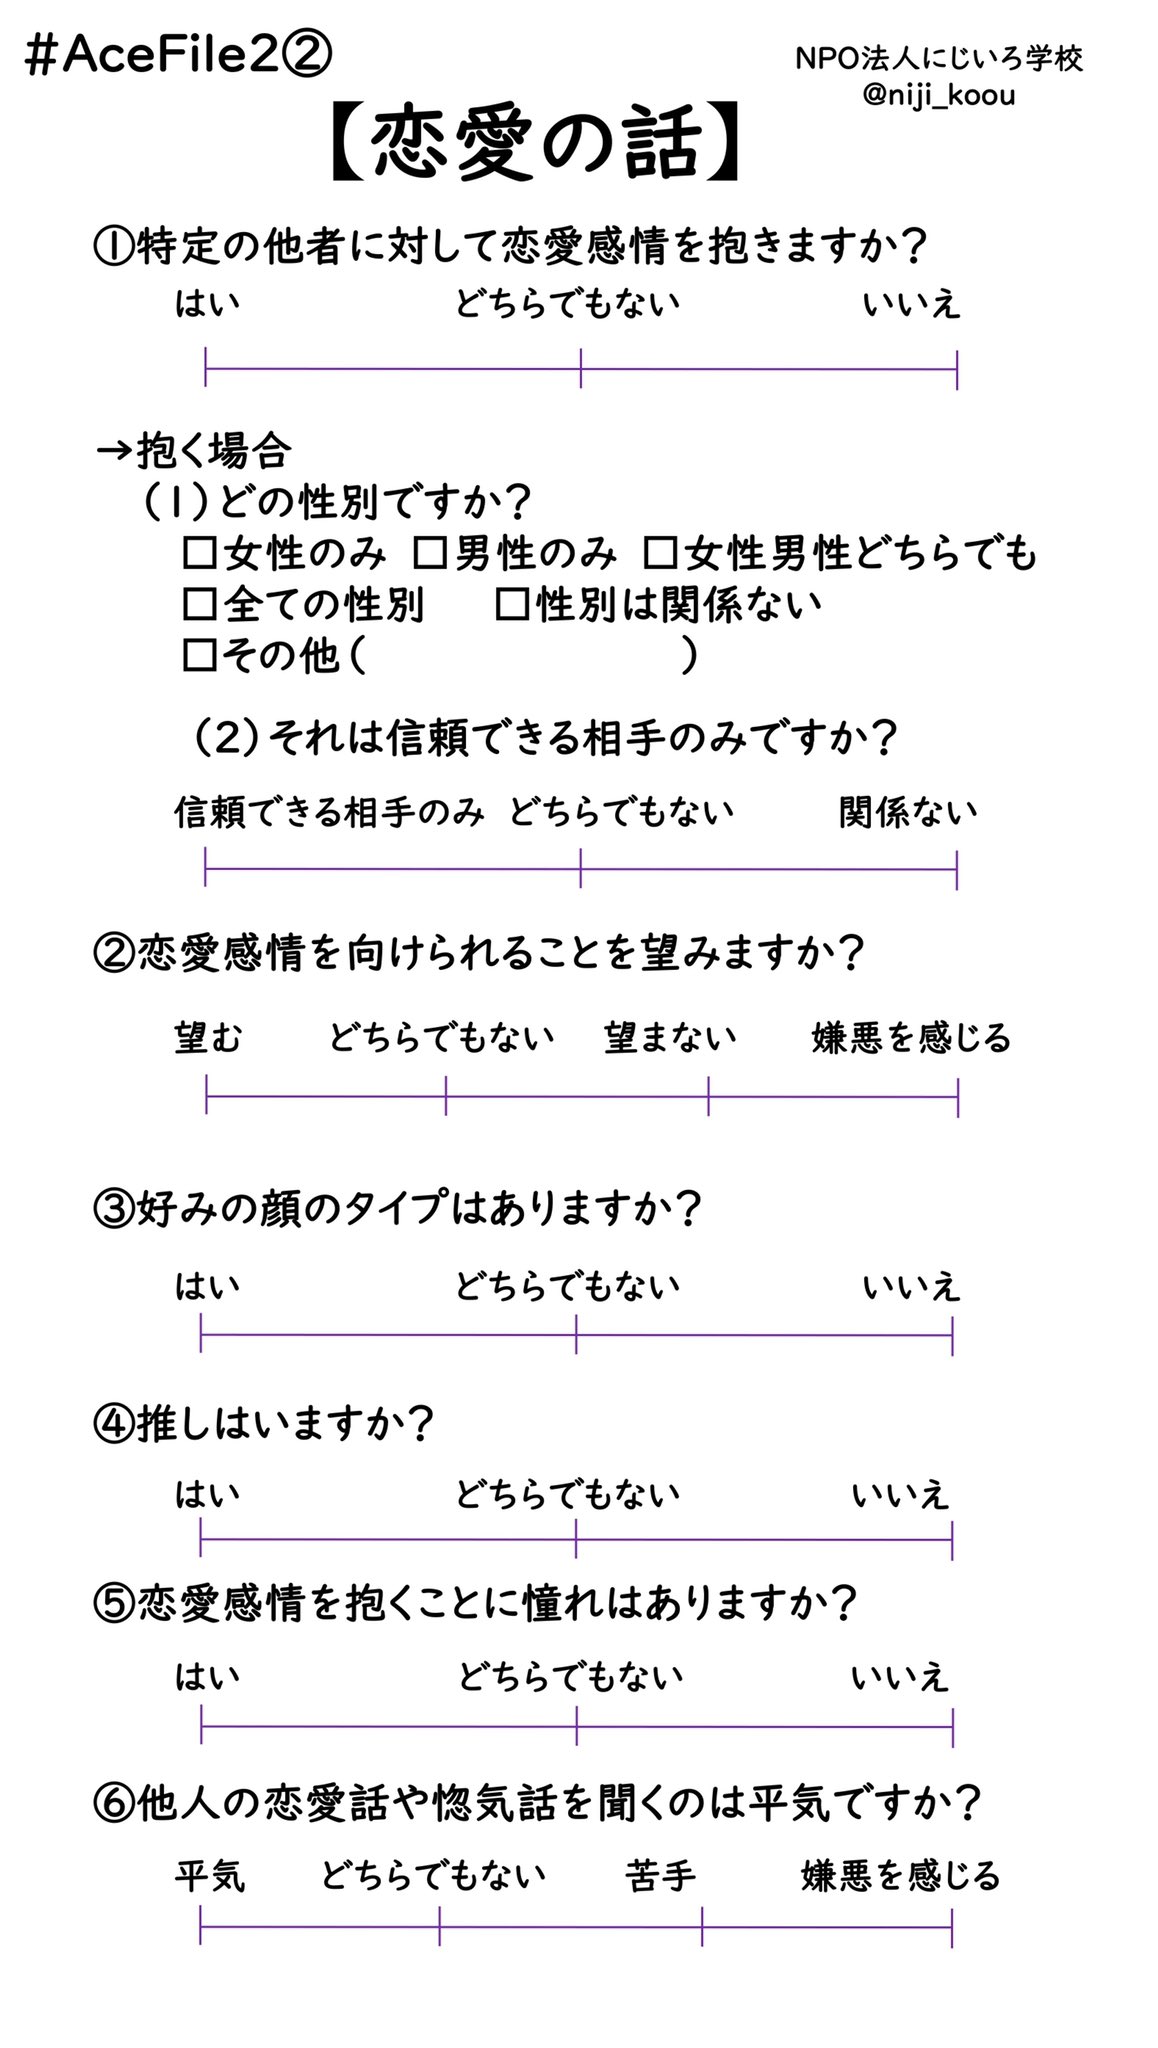 #AceFile2②
NPO法人にじいろ学校
@niji_koou
【恋愛の話】
①特定の他者に対して恋愛感情を抱きますか？
はい どちらでもない いいえ
→抱く場合
（１）どの性別ですか？
□女性のみ □男性のみ □女性男性どちらでも
□全ての性別 □性別は関係ない
□その他（ ）
（２）それは信頼できる相手のみですか？
信頼できる相手のみ どちらでもない 関係ない
②恋愛感情を向けられることを望みますか？
望む どちらでもない 望まない 嫌悪を感じる
③好みの顔のタイプはありますか？
はい どちらでもない いいえ
④推しはいますか？
はい どちらでもない いいえ
⑤恋愛感情を抱くことに憧れはありますか？
はい どちらでもない いいえ
⑥他人の恋愛話や惚気話を聞くのは平気ですか？
平気 どちらでもない 苦手 嫌悪を感じる